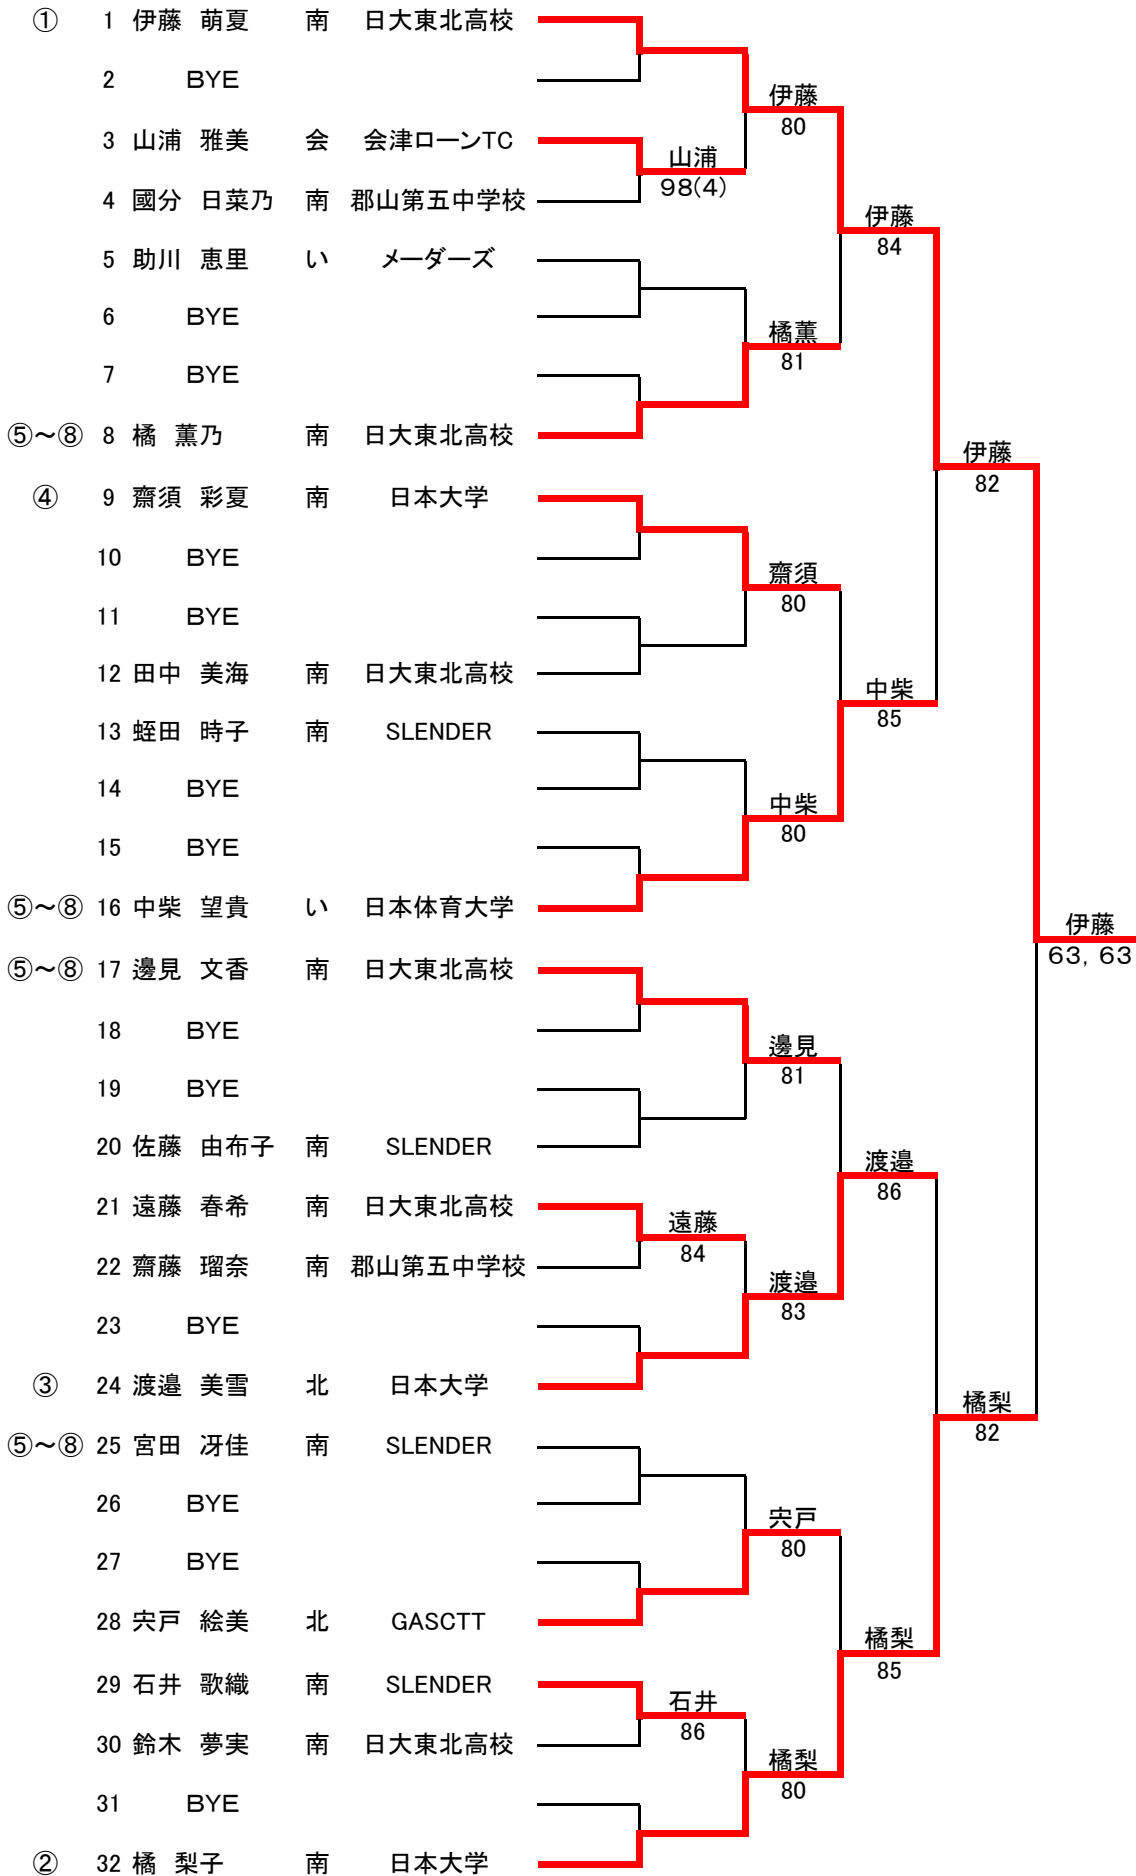 ① 1 伊藤 萌夏 南 日大東北高校
2 BYE
伊藤
80
3 山浦 雅美 会 会津ローンTC
山浦
98(4)
4 國分 日菜乃 南 郡山第五中学校
伊藤
84
5 助川 恵里 い メーダーズ
6 BYE
橘薫
81
7 BYE
⑤～⑧ 8 橘 薫乃 南 日大東北高校
伊藤
82
④ 9 齋須 彩夏 南 日本大学
10 BYE
齋須
80
11 BYE
12 田中 美海 南 日大東北高校
中柴
85
13 蛭田 時子 南 SLENDER
14 BYE
中柴
80
15 BYE
⑤～⑧ 16 中柴 望貴 い 日本体育大学
伊藤
63, 63
⑤～⑧ 17 邊見 文香 南 日大東北高校
18 BYE
邊見
81
19 BYE
20 佐藤 由布子 南 SLENDER
渡邉
86
21 遠藤 春希 南 日大東北高校
遠藤
84
22 齋藤 瑠奈 南 郡山第五中学校
渡邉
83
23 BYE
③ 24 渡邉 美雪 北 日本大学
橘梨
82
⑤～⑧ 25 宮田 冴佳 南 SLENDER
26 BYE
宍戸
80
27 BYE
28 宍戸 絵美 北 GASCTT
橘梨
85
29 石井 歌織 南 SLENDER
石井
86
30 鈴木 夢実 南 日大東北高校
橘梨
80
31 BYE
② 32 橘 梨子 南 日本大学